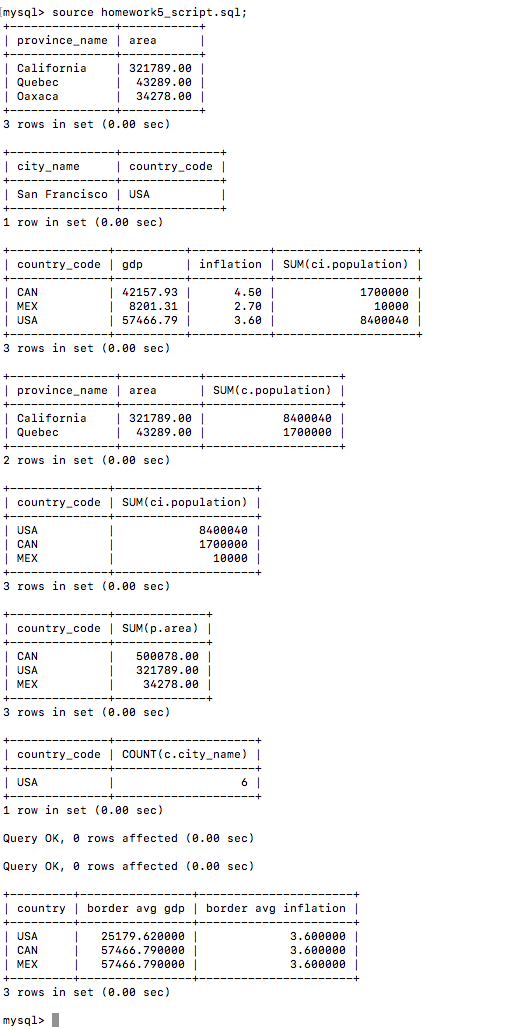 [mysql> source homework5_script.sql;
+---------------+-----------+
| province_name | area      |
+---------------+-----------+
| California    | 321789.00 |
| Quebec        |  43289.00 |
| Oaxaca        |  34278.00 |
+---------------+-----------+
3 rows in set (0.00 sec)

+---------------+--------------+
| city_name     | country_code |
+---------------+--------------+
| San Francisco | USA          |
+---------------+--------------+
1 row in set (0.00 sec)

+--------------+----------+-----------+--------------------+
| country_code | gdp      | inflation | SUM(ci.population) |
+--------------+----------+-----------+--------------------+
| CAN          | 42157.93 |      4.50 |            1700000 |
| MEX          |  8201.31 |      2.70 |              10000 |
| USA          | 57466.79 |      3.60 |            8400040 |
+--------------+----------+-----------+--------------------+
3 rows in set (0.00 sec)

+---------------+-----------+-------------------+
| province_name | area      | SUM(c.population) |
+---------------+-----------+-------------------+
| California    | 321789.00 |           8400040 |
| Quebec        |  43289.00 |           1700000 |
+---------------+-----------+-------------------+
2 rows in set (0.00 sec)

+--------------+--------------------+
| country_code | SUM(ci.population) |
+--------------+--------------------+
| USA          |            8400040 |
| CAN          |            1700000 |
| MEX          |              10000 |
+--------------+--------------------+
3 rows in set (0.00 sec)

+--------------+-------------+
| country_code | SUM(p.area) |
+--------------+-------------+
| CAN          |   500078.00 |
| USA          |   321789.00 |
| MEX          |    34278.00 |
+--------------+-------------+
3 rows in set (0.00 sec)

+--------------+--------------------+
| country_code | COUNT(c.city_name) |
+--------------+--------------------+
| USA          |                  6 |
+--------------+--------------------+
1 row in set (0.00 sec)

Query OK, 0 rows affected (0.00 sec)

Query OK, 0 rows affected (0.00 sec)

+---------+----------------+----------------------+
| country | border avg gdp | border avg inflation |
+---------+----------------+----------------------+
| USA     |   25179.620000 |             3.600000 |
| CAN     |   57466.790000 |             3.600000 |
| MEX     |   57466.790000 |             3.600000 |
+---------+----------------+----------------------+
3 rows in set (0.00 sec)

mysql>